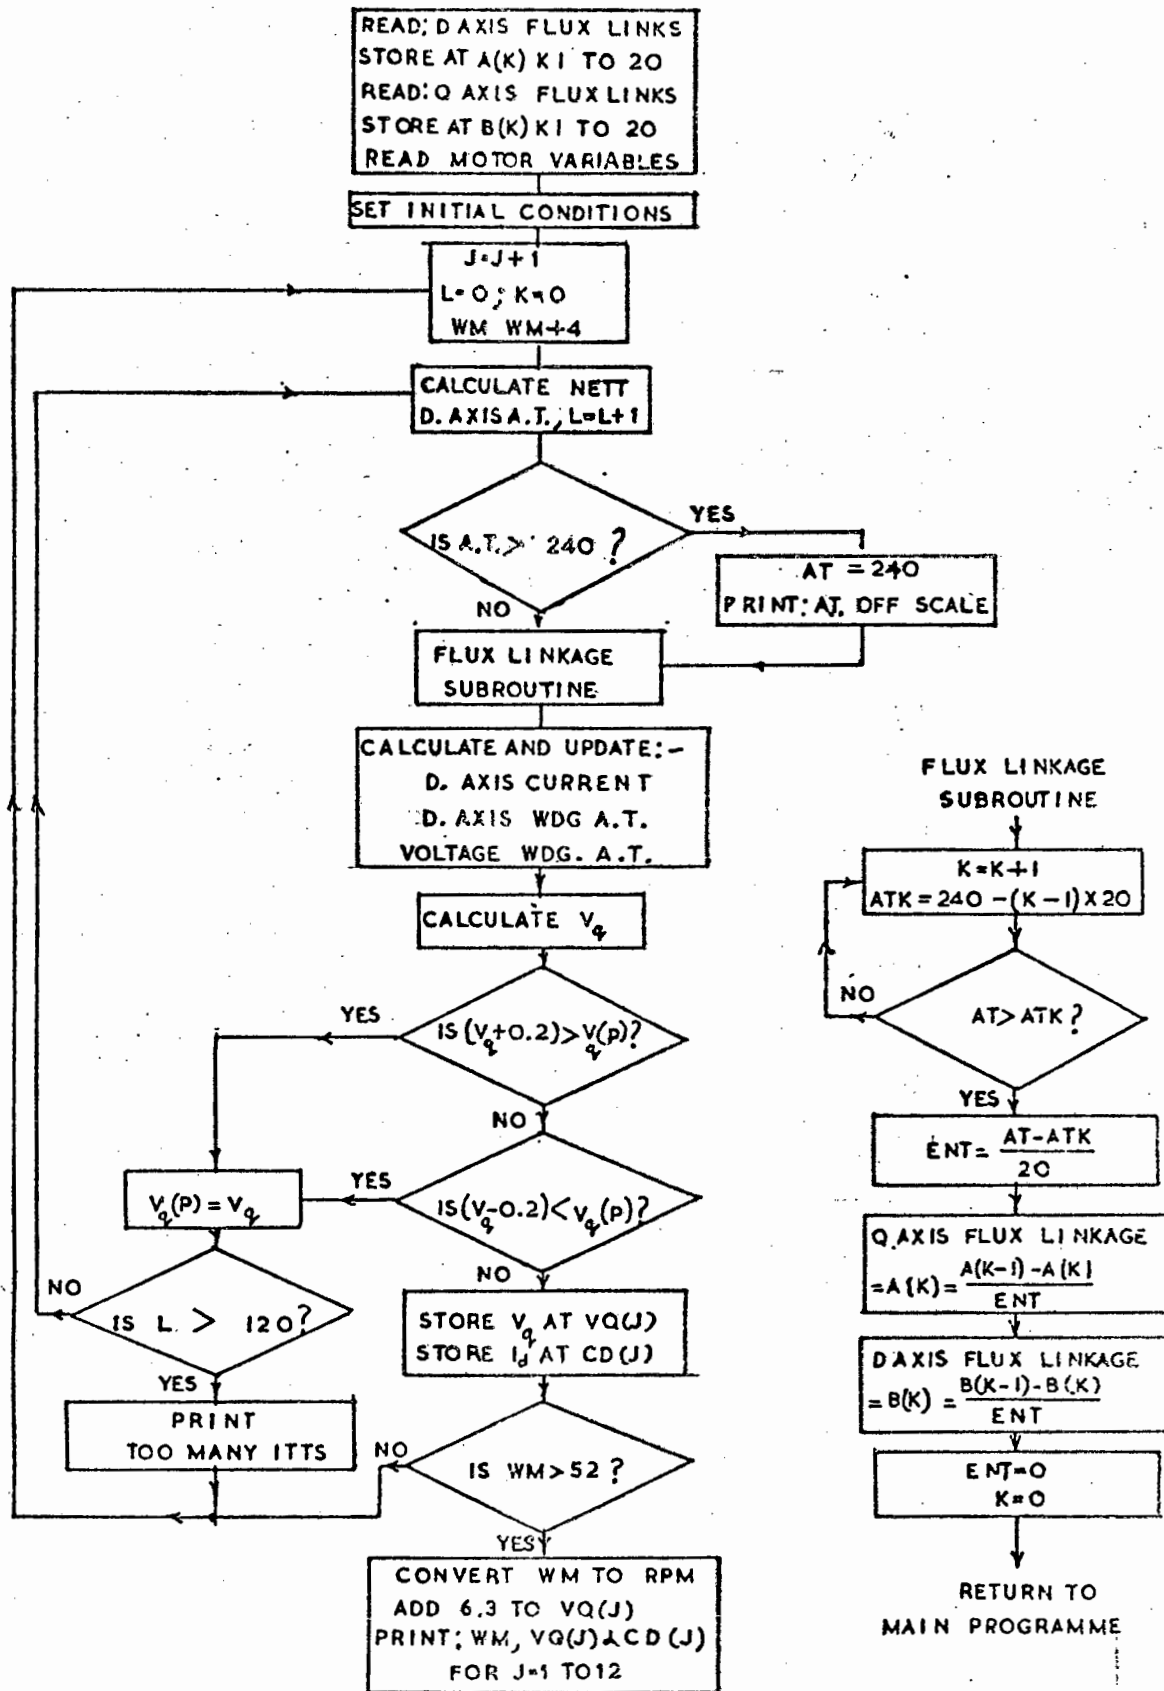 READ: D AXIS FLUX LINKS
STORE AT A(K) K1 TO 20
READ: Q AXIS FLUX LINKS
STORE AT B(K) K1 TO 20
READ MOTOR VARIABLES
SET INITIAL CONDITIONS
J=J+1
L=0; K=0
WM WM+4
CALCULATE NETT
D. AXIS A.T., L=L+1
IS A.T. > 240 ?
YES
NO
AT = 240
PRINT: AT. OFF SCALE
FLUX LINKAGE
SUBROUTINE
CALCULATE AND UPDATE:-
D. AXIS CURRENT
D. AXIS WDG A.T.
VOLTAGE WDG. A.T.
CALCULATE Vq
IS (Vq+0.2) > Vq(P)?
YES
NO
IS (Vq-0.2) < Vq(P)?
YES
NO
Vq(P) = Vq
IS L. > 120?
NO
YES
PRINT
TOO MANY ITTS
STORE Vq AT VQ(J)
STORE Id AT CD(J)
IS WM > 52 ?
NO
YES
CONVERT WM TO RPM
ADD 6.3 TO VQ(J)
PRINT: WM, VQ(J) & CD(J)
FOR J=1 TO 12
FLUX LINKAGE
SUBROUTINE
K=K+1
ATK = 240 - (K-1) X 20
AT > ATK ?
NO
YES
ENT = AT-ATK
20
Q. AXIS FLUX LINKAGE
= A(K) = A(K-1) - A(K)
ENT
D AXIS FLUX LINKAGE
= B(K) = B(K-1) - B(K)
ENT
ENT=0
K=0
RETURN TO
MAIN PROGRAMME